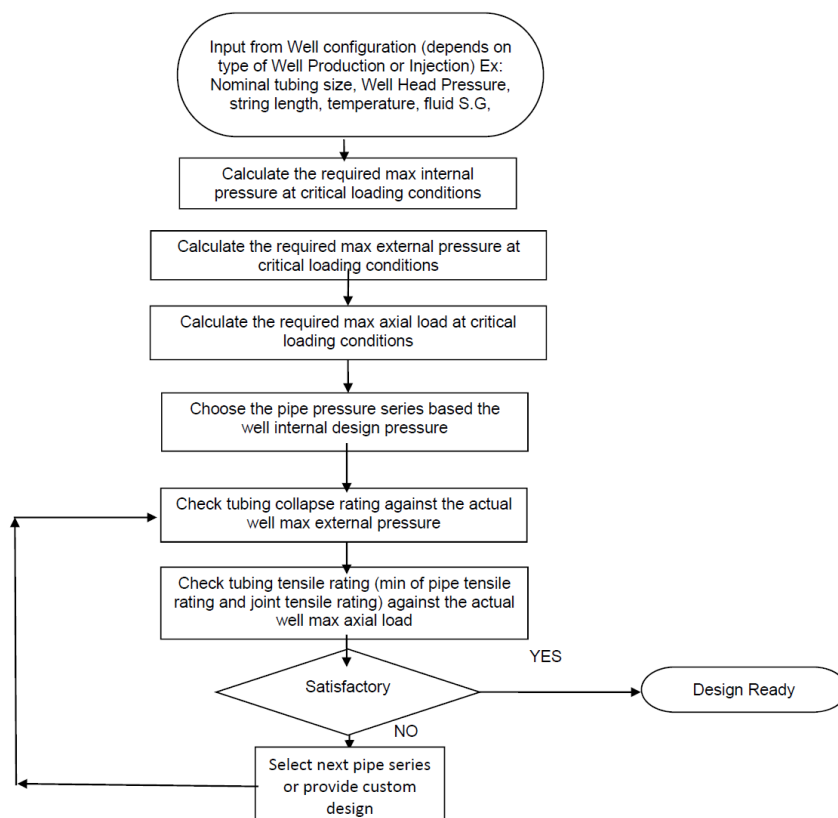 Input from Well configuration (depends on
type of Well Production or Injection) Ex:
Nominal tubing size, Well Head Pressure,
string length, temperature, fluid S.G,
Calculate the required max internal
pressure at critical loading conditions
Calculate the required max external pressure at
critical loading conditions
Calculate the required max axial load at critical
loading conditions
Choose the pipe pressure series based the
well internal design pressure
Check tubing collapse rating against the actual
well max external pressure
Check tubing tensile rating (min of pipe tensile
rating and joint tensile rating) against the actual
well max axial load
YES
Satisfactory
Design Ready
NO
Select next pipe series
or provide custom
design